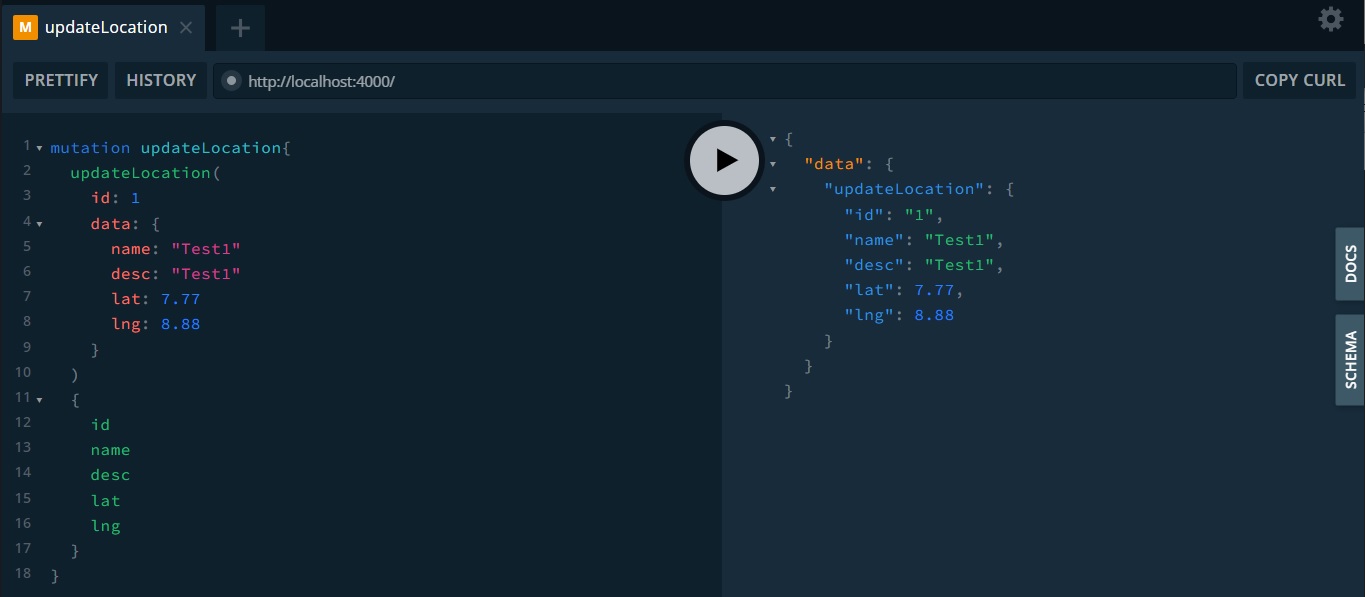 M updateLocation
PRETTIFY HISTORY http://localhost:4000/ COPY CURL
1 mutation updateLocation{
2 updateLocation(
3 id: 1
4 data: {
5 name: "Test1"
6 desc: "Test1"
7 lat: 7.77
8 lng: 8.88
9 }
10 )
11 {
12 id
13 name
14 desc
15 lat
16 lng
17 }
18 }
{
"data": {
"updateLocation": {
"id": "1",
"name": "Test1",
"desc": "Test1",
"lat": 7.77,
"lng": 8.88
}
}
}
DOCS
SCHEMA